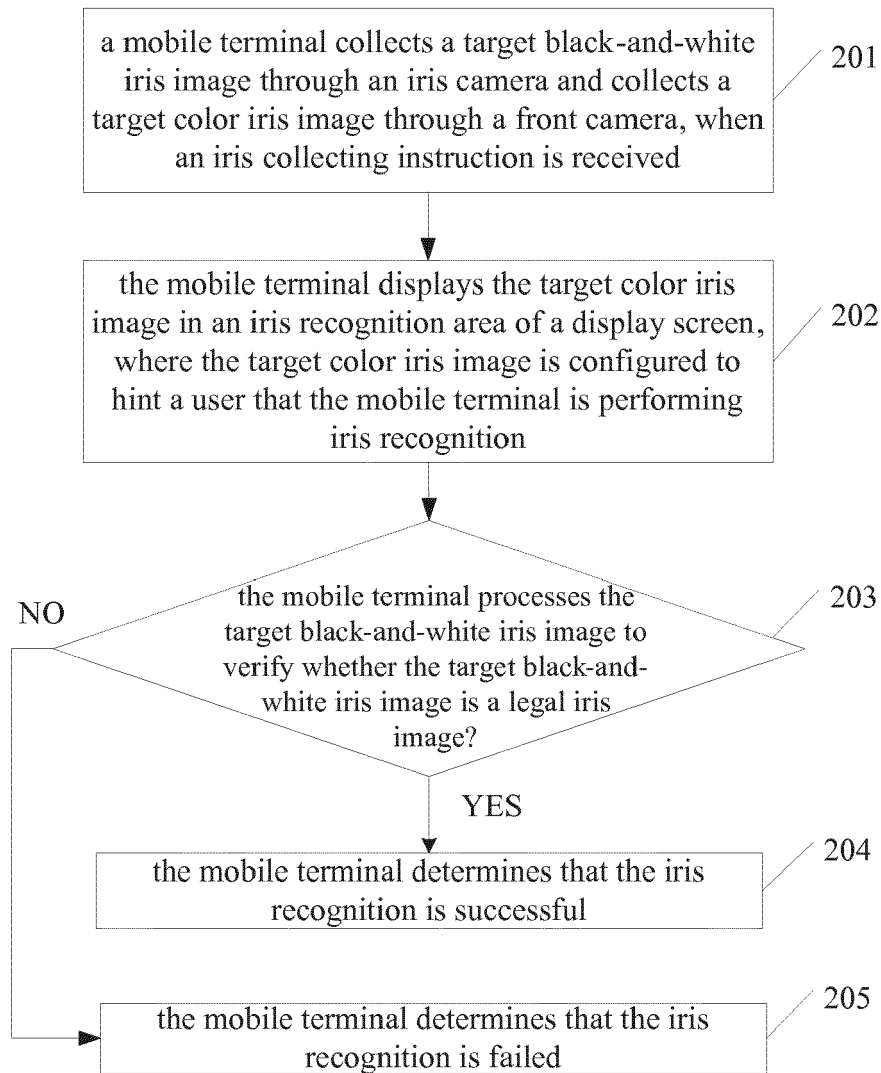 a mobile terminal collects a target black-and-white
iris image through an iris camera and collects a
target color iris image through a front camera, when
an iris collecting instruction is received
201
the mobile terminal displays the target color iris
image in an iris recognition area of a display screen,
where the target color iris image is configured to
hint a user that the mobile terminal is performing
iris recognition
202
NO
the mobile terminal processes the
target black-and-white iris image to
verify whether the target black-and-
white iris image is a legal iris
image?
203
YES
the mobile terminal determines that the iris
recognition is successful
204
the mobile terminal determines that the iris
recognition is failed
205